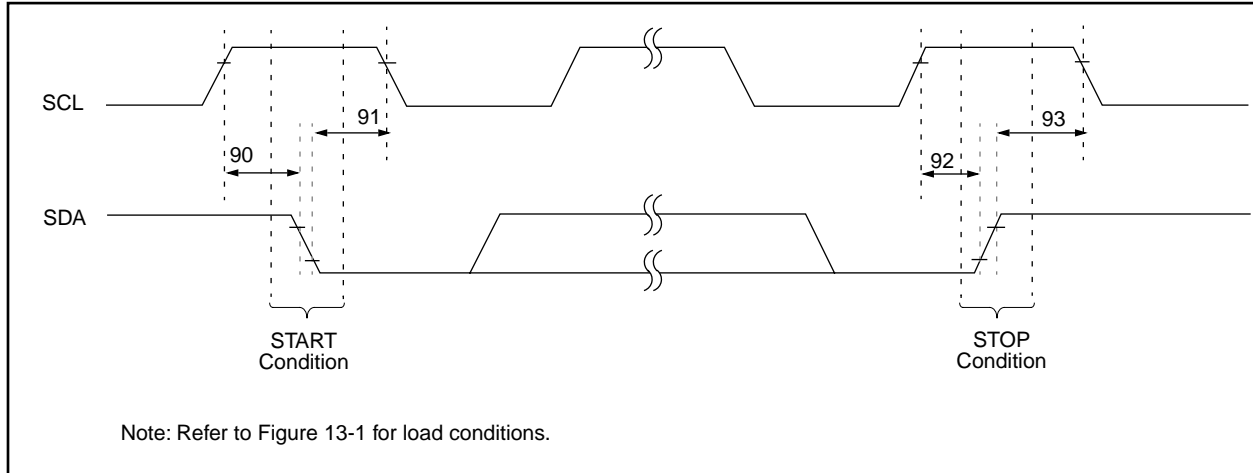 SCL
91
93
90
92
SDA
START
Condition
STOP
Condition
Note: Refer to Figure 13-1 for load conditions.